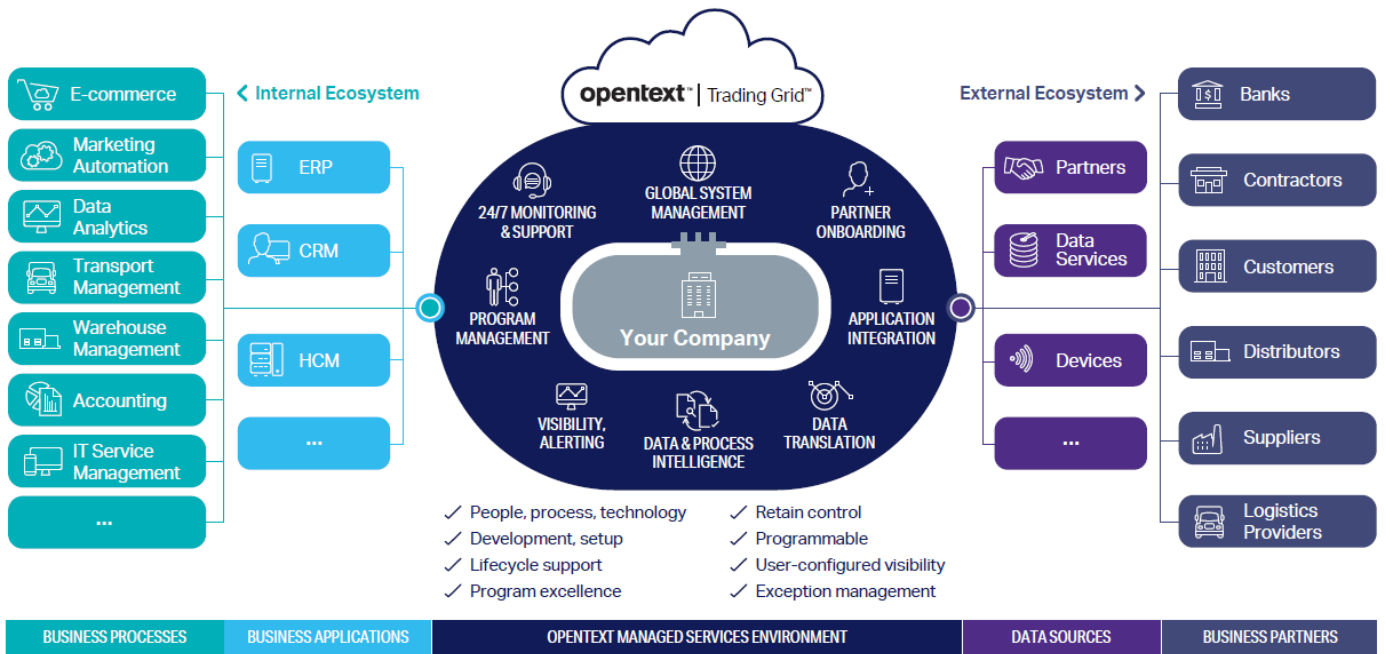 opentext™ | Trading Grid™
E-commerce
Marketing
Automation
Data
Analytics
Transport
Management
Warehouse
Management
Accounting
IT Service
Management
...
< Internal Ecosystem
ERP
CRM
HCM
...
24/7 MONITORING
& SUPPORT
GLOBAL SYSTEM
MANAGEMENT
PARTNER
ONBOARDING
PROGRAM
MANAGEMENT
Your Company
APPLICATION
INTEGRATION
VISIBILITY,
ALERTING
DATA & PROCESS
INTELLIGENCE
DATA
TRANSLATION
✓ People, process, technology
✓ Development, setup
✓ Lifecycle support
✓ Program excellence
✓ Retain control
✓ Programmable
✓ User-configured visibility
✓ Exception management
External Ecosystem >
Partners
Data
Services
Devices
...
$
Banks
Contractors
Customers
Distributors
Suppliers
Logistics
Providers
BUSINESS PROCESSES
BUSINESS APPLICATIONS
OPENTEXT MANAGED SERVICES ENVIRONMENT
DATA SOURCES
BUSINESS PARTNERS